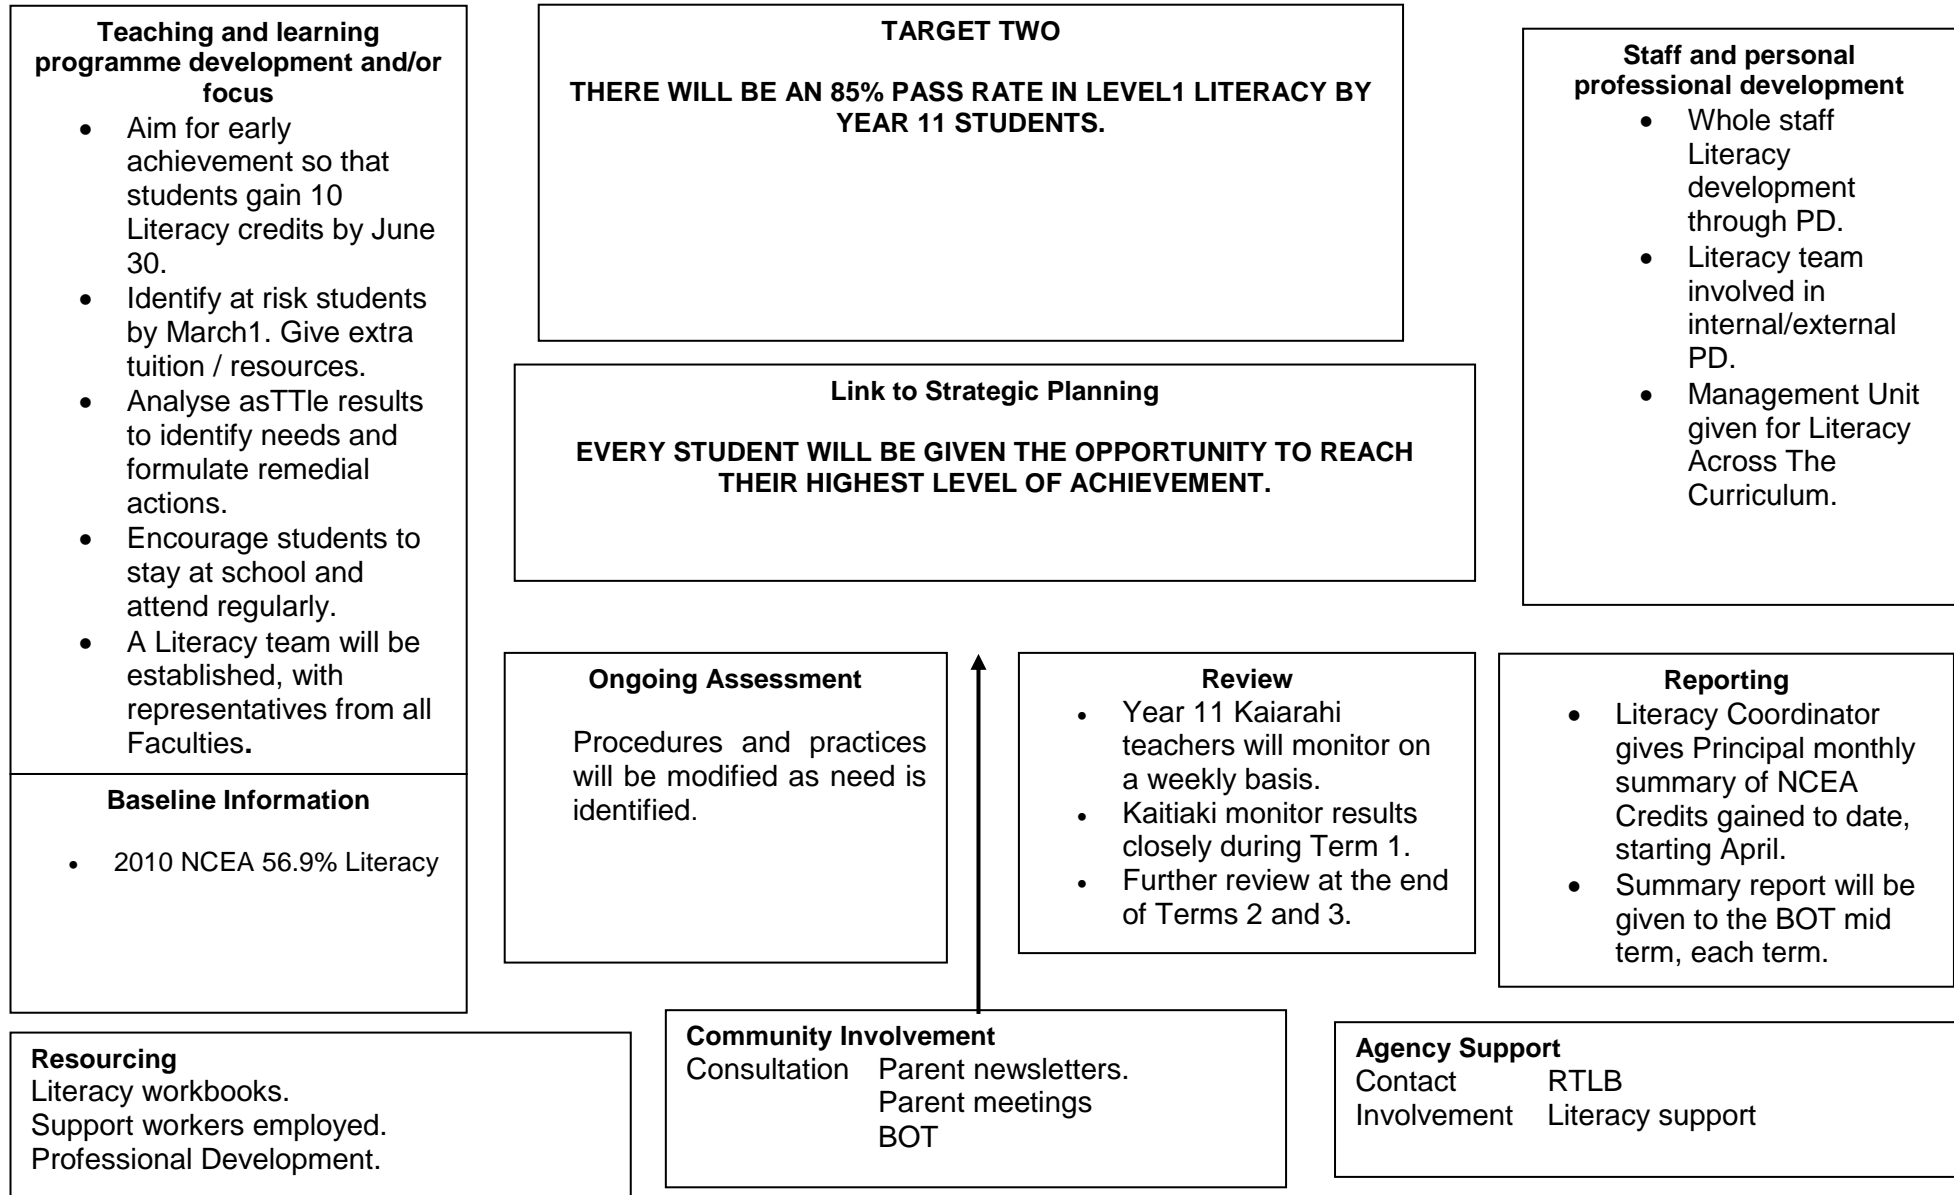 Teaching and learning
programme development and/or
focus
• Aim for early
achievement so that
students gain 10
Literacy credits by June
30.
• Identify at risk students
by March1. Give extra
tuition / resources.
• Analyse asTTle results
to identify needs and
formulate remedial
actions.
• Encourage students to
stay at school and
attend regularly.
• A Literacy team will be
established, with
representatives from all
Faculties.
Baseline Information
• 2010 NCEA 56.9% Literacy
TARGET TWO
THERE WILL BE AN 85% PASS RATE IN LEVEL1 LITERACY BY
YEAR 11 STUDENTS.
Link to Strategic Planning
EVERY STUDENT WILL BE GIVEN THE OPPORTUNITY TO REACH
THEIR HIGHEST LEVEL OF ACHIEVEMENT.
Staff and personal
professional development
• Whole staff
Literacy
development
through PD.
• Literacy team
involved in
internal/external
PD.
• Management Unit
given for Literacy
Across The
Curriculum.
Ongoing Assessment
Procedures and practices
will be modified as need is
identified.
Review
• Year 11 Kaiarahi
teachers will monitor on
a weekly basis.
• Kaitiaki monitor results
closely during Term 1.
• Further review at the end
of Terms 2 and 3.
Reporting
• Literacy Coordinator
gives Principal monthly
summary of NCEA
Credits gained to date,
starting April.
• Summary report will be
given to the BOT mid
term, each term.
Resourcing
Literacy workbooks.
Support workers employed.
Professional Development.
Community Involvement
Consultation Parent newsletters.
Parent meetings
BOT
Agency Support
Contact RTLB
Involvement Literacy support